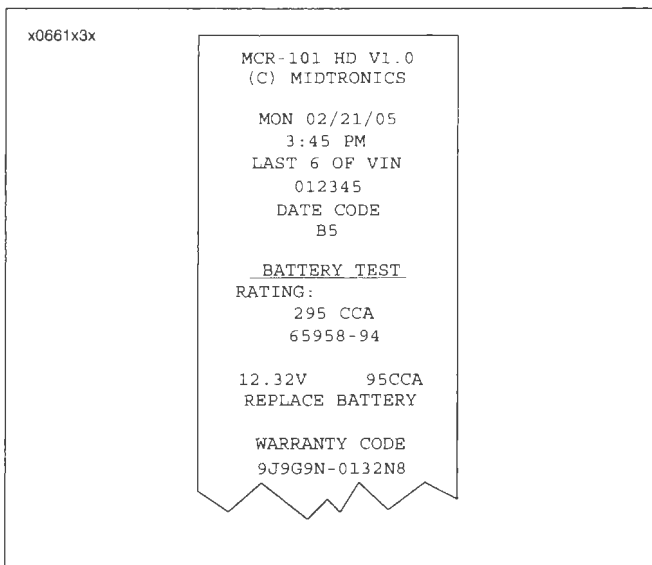 x0661x3x
MCR-101 HD V1.0
(C) MIDTRONICS
MON 02/21/05
3:45 PM
LAST 6 OF VIN
012345
DATE CODE
B5
BATTERY TEST
RATING:
295 CCA
65958-94
12.32V 95CCA
REPLACE BATTERY
WARRANTY CODE
9J9G9N-0132N8